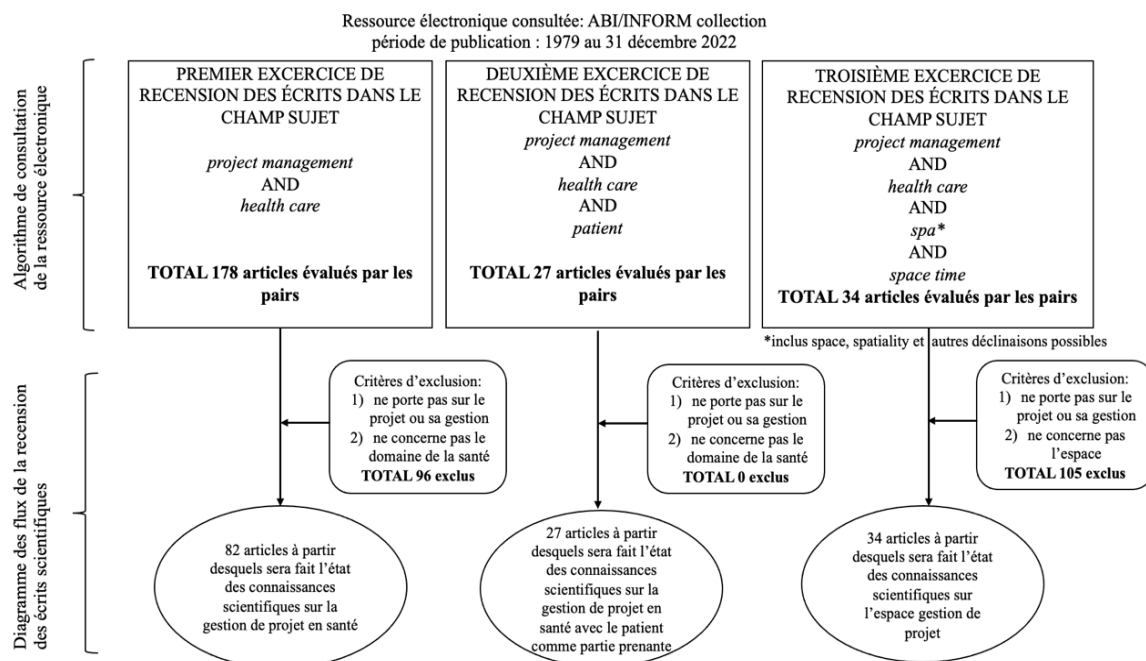 Ressource électronique consultée: ABI/INFORM collection
période de publication : 1979 au 31 décembre 2022
Algorithme de consultation
de la ressource électronique
PREMIER EXCERCICE DE
RECENSION DES ÉCRITS DANS LE
CHAMP SUJET
project management
AND
health care
TOTAL 178 articles évalués par les
pairs
DEUXIÈME EXCERCICE DE
RECENSION DES ÉCRITS DANS LE
CHAMP SUJET
project management
AND
health care
AND
patient
TOTAL 27 articles évalués par les
pairs
TROISIÈME EXCERCICE DE
RECENSION DES ÉCRITS DANS LE
CHAMP SUJET
project management
AND
health care
AND
spa*
AND
space time
TOTAL 34 articles évalués par les pairs
*inclus space, spatiality et autres déclinaisons possibles
Diagramme des flux de la recension
des écrits scientifiques
Critères d'exclusion:
1) ne porte pas sur le
projet ou sa gestion
2) ne concerne pas le
domaine de la santé
TOTAL 96 exclus
Critères d'exclusion:
1) ne porte pas sur le
projet ou sa gestion
2) ne concerne pas le
domaine de la santé
TOTAL 0 exclus
Critères d'exclusion:
1) ne porte pas sur le
projet ou sa gestion
2) ne concerne pas
l'espace
TOTAL 105 exclus
82 articles à partir
desquels sera fait l'état
des connaissances
scientifiques sur la
gestion de projet en santé
27 articles à partir
desquels sera fait l'état
des connaissances
scientifiques sur la
gestion de projet en
santé avec le patient
comme partie prenante
34 articles à partir
desquels sera fait l'état
des connaissances
scientifiques sur
l'espace gestion de
projet